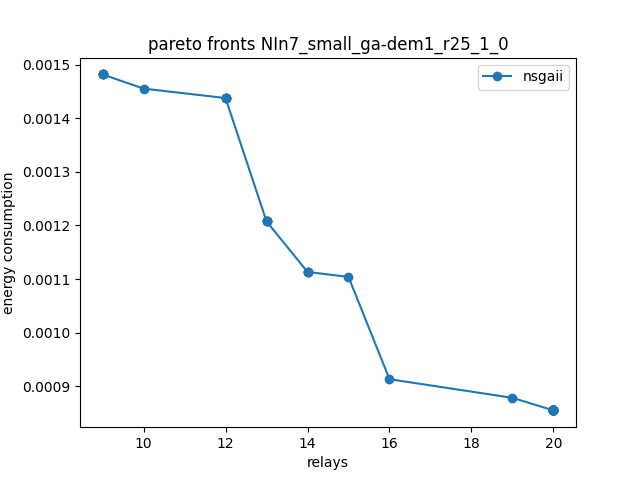 pareto fronts NIn7_small_ga-dem1_r25_1_0
nsgaii
0.0015
0.0014
0.0013
0.0012
0.0011
0.0010
0.0009
energy consumption
10 12 14 16 18 20
relays